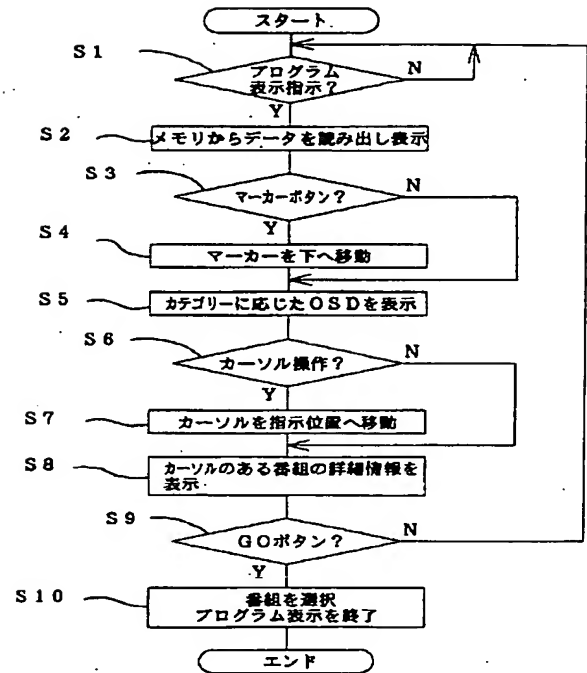 スタート
S1
プログラム
表示指示？
N
Y
S2
メモリからデータを読み出し表示
S3
マーカーボタン？
N
Y
S4
マーカーを下へ移動
S5
カテゴリーに応じたOSDを表示
S6
カーソル操作？
N
Y
S7
カーソルを指示位置へ移動
S8
カーソルのある番組の詳細情報を
表示
S9
GOボタン？
N
Y
S10
番組を選択
プログラム表示を終了
エンド